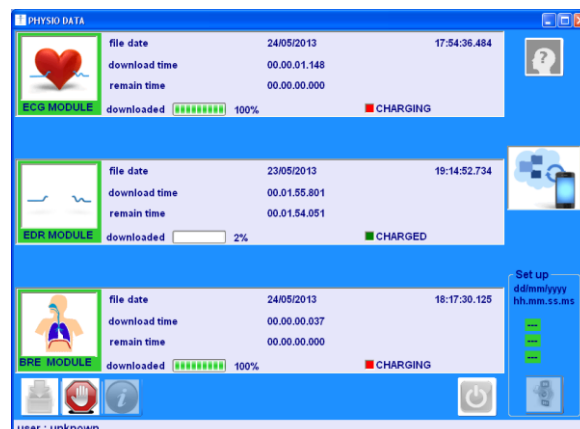 PHYSIO DATA
file date 24/05/2013 17:54:36.484
download time 00.00.01.148
remain time 00.00.00.000
ECG MODULE downloaded 100% CHARGING
file date 23/05/2013 19:14:52.734
download time 00.01.55.801
remain time 00.01.54.051
EDR MODULE downloaded 2% CHARGED
Set up
dd/mm/yyyy
hh.mm.ss.ms
file date 24/05/2013 18:17:30.125
download time 00.00.00.037
remain time 00.00.00.000
BRE MODULE downloaded 100% CHARGING
---
---
---
user : unknown